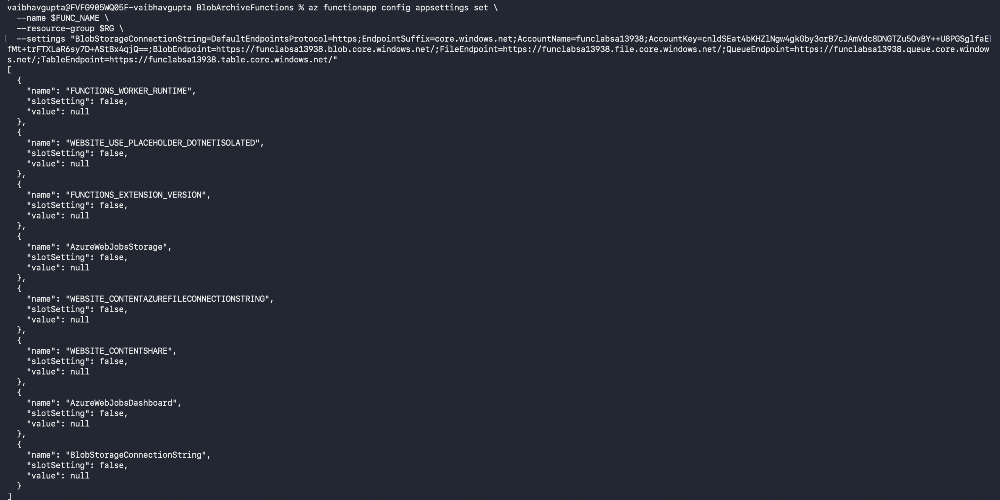 vaibhavgupta@FVFG905WQ05F-vaibhavgupta BlobArchiveFunctions % az functionapp config appsettings set \
  --name $FUNC_NAME \
  --resource-group $RG \
[  --settings "BlobStorageConnectionString=DefaultEndpointsProtocol=https;EndpointSuffix=core.windows.net;AccountName=funclabsa13938;AccountKey=cnldSEat4bKHZlNgw4gkGby3orB7cJAmVdc8DNGTZu5OvBY++U8PGSglfaE]
fMt+trFTXLaR6sy7D+AStBx4qjQ==;BlobEndpoint=https://funclabsa13938.blob.core.windows.net/;FileEndpoint=https://funclabsa13938.file.core.windows.net/;QueueEndpoint=https://funclabsa13938.queue.core.window
s.net/;TableEndpoint=https://funclabsa13938.table.core.windows.net/"
[
  {
    "name": "FUNCTIONS_WORKER_RUNTIME",
    "slotSetting": false,
    "value": null
  },
  {
    "name": "WEBSITE_USE_PLACEHOLDER_DOTNETISOLATED",
    "slotSetting": false,
    "value": null
  },
  {
    "name": "FUNCTIONS_EXTENSION_VERSION",
    "slotSetting": false,
    "value": null
  },
  {
    "name": "AzureWebJobsStorage",
    "slotSetting": false,
    "value": null
  },
  {
    "name": "WEBSITE_CONTENTAZUREFILECONNECTIONSTRING",
    "slotSetting": false,
    "value": null
  },
  {
    "name": "WEBSITE_CONTENTSHARE",
    "slotSetting": false,
    "value": null
  },
  {
    "name": "AzureWebJobsDashboard",
    "slotSetting": false,
    "value": null
  },
  {
    "name": "BlobStorageConnectionString",
    "slotSetting": false,
    "value": null
  }
]